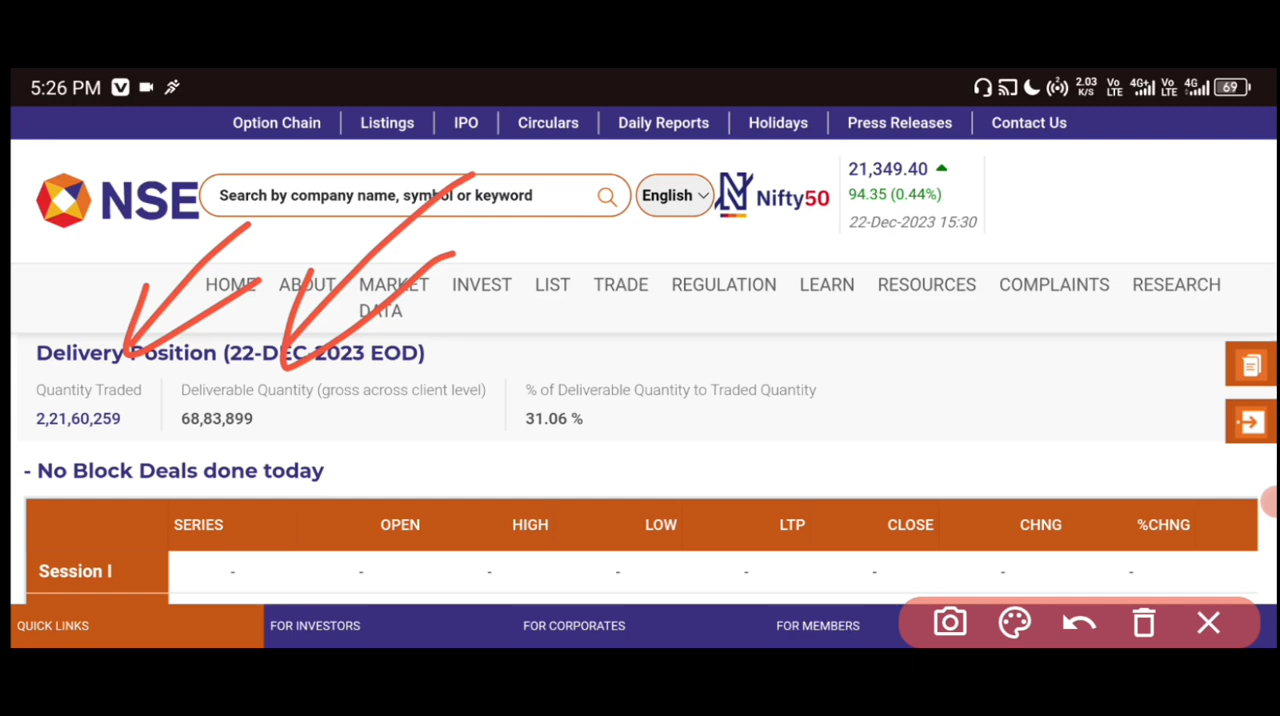 5:26 PM
2.03 K/S Vo LTE 4G+ Vo LTE 4G 69
Option Chain Listings IPO Circulars Daily Reports Holidays Press Releases Contact Us
NSE
Search by company name, symbol or keyword
English
Nifty50
21,349.40
94.35 (0.44%)
22-Dec-2023 15:30
HOME ABOUT MARKET DATA INVEST LIST TRADE REGULATION LEARN RESOURCES COMPLAINTS RESEARCH
Delivery Position (22-DEC-2023 EOD)
Quantity Traded Deliverable Quantity (gross across client level) % of Deliverable Quantity to Traded Quantity
2,21,60,259 68,83,899 31.06 %
- No Block Deals done today
SERIES OPEN HIGH LOW LTP CLOSE CHNG %CHNG
Session I - - - - - - - -
QUICK LINKS FOR INVESTORS FOR CORPORATES FOR MEMBERS